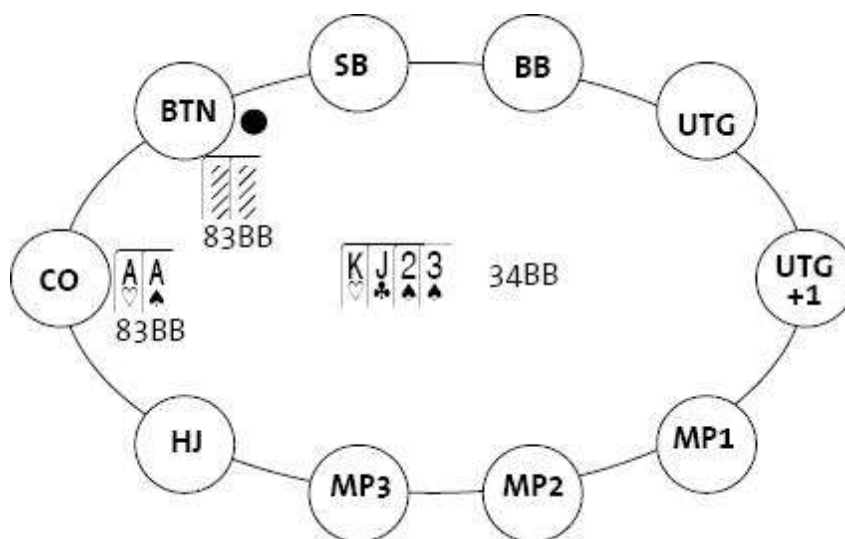 SB
BB
BTN
UTG
83BB
CO
A♡ A♠
K♡ J♣ 2♠ 3♠
34BB
UTG
+1
83BB
HJ
MP1
MP3
MP2